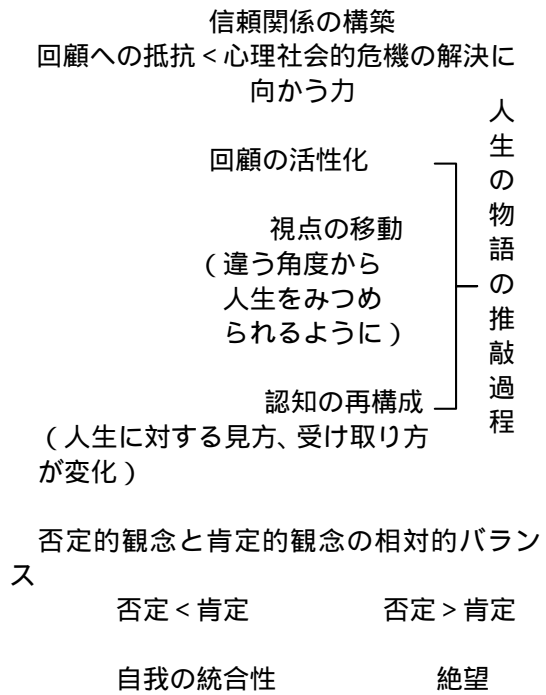 信頼関係の構築
回顧への抵抗<心理社会的危機の解決に
向かう力
回顧の活性化
視点の移動
(違う角度から
人生をみつめ
られるように)
認知の再構成
(人生に対する見方、受け取り方
が変化)
人生の物語の推敲過程
否定的観念と肯定的観念の相対的バラン
ス
否定<肯定 否定>肯定
自我の統合性 絶望